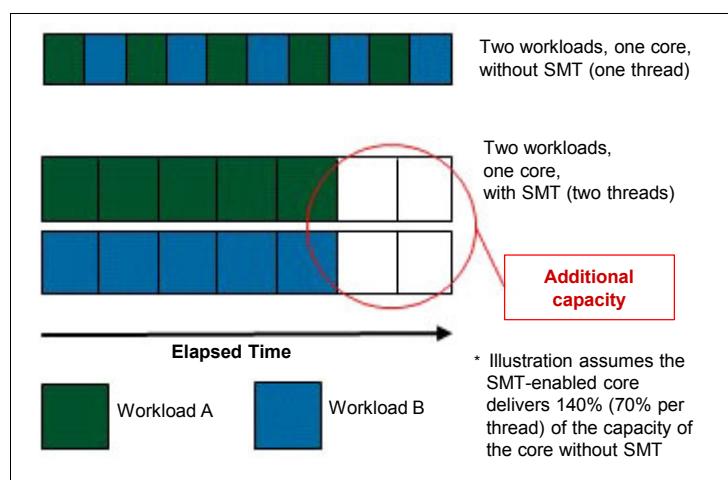 Two workloads, one core,
without SMT (one thread)
Two workloads,
one core,
with SMT (two threads)
Additional
capacity
Elapsed Time
Workload A
Workload B
* Illustration assumes the
SMT-enabled core
delivers 140% (70% per
thread) of the capacity of
the core without SMT